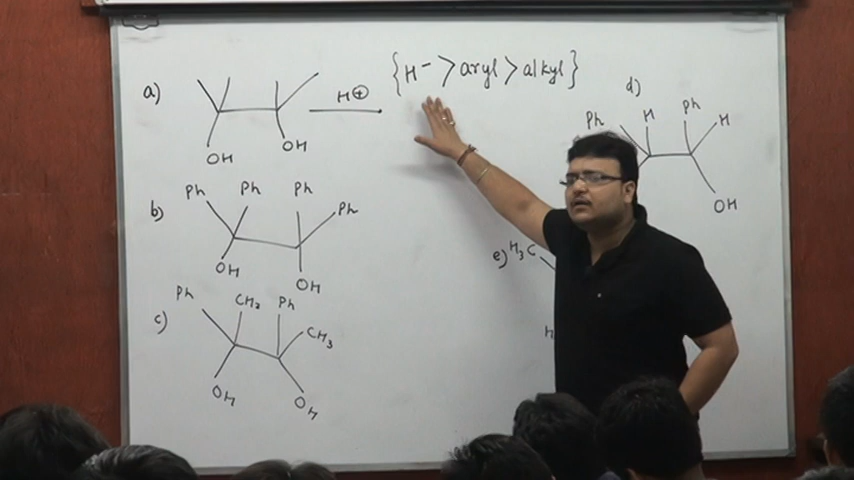 a) OH OH H⊕ {H⁻ > aryl > alkyl}
b) Ph Ph Ph Ph OH OH
c) Ph CH₃ Ph CH₃ OH OH
d) Ph H Ph H OH
e) H₃C H